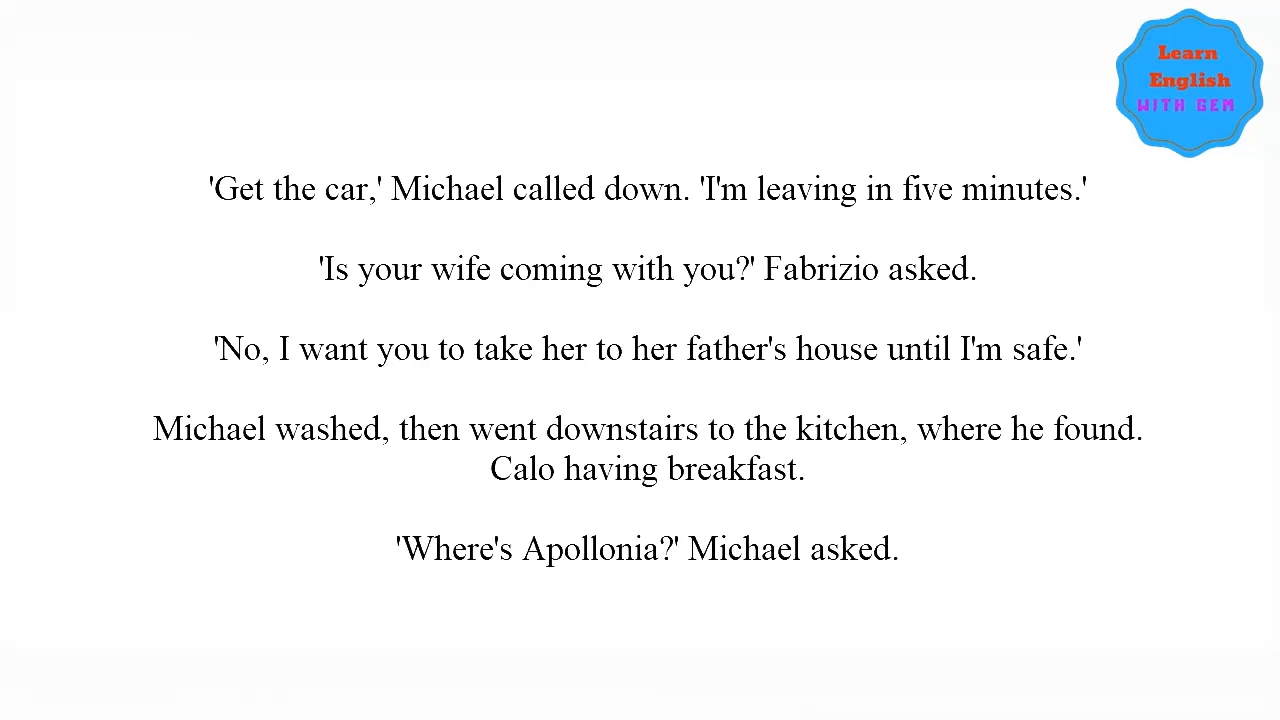 Learn
English
WITH GEM
'Get the car,' Michael called down. 'I'm leaving in five minutes.'
'Is your wife coming with you?' Fabrizio asked.
'No, I want you to take her to her father's house until I'm safe.'
Michael washed, then went downstairs to the kitchen, where he found.
Calo having breakfast.
'Where's Apollonia?' Michael asked.